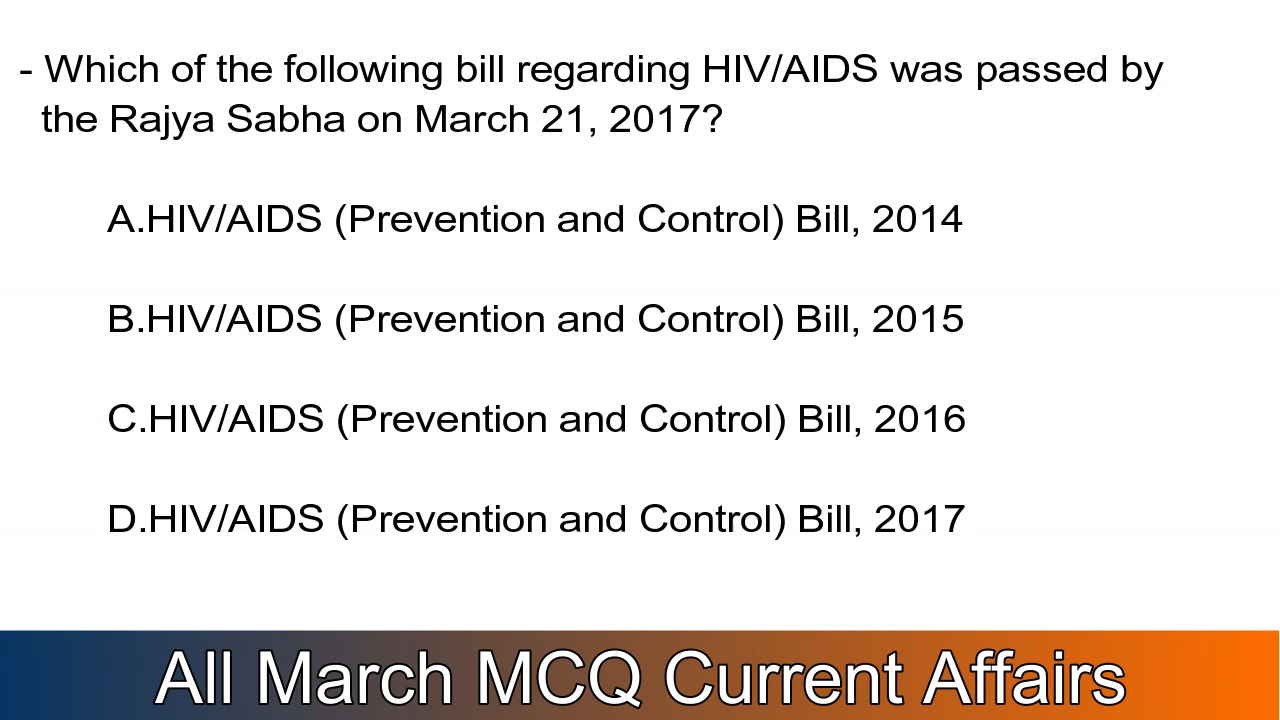 - Which of the following bill regarding HIV/AIDS was passed by
the Rajya Sabha on March 21, 2017?
A.HIV/AIDS (Prevention and Control) Bill, 2014
B.HIV/AIDS (Prevention and Control) Bill, 2015
C.HIV/AIDS (Prevention and Control) Bill, 2016
D.HIV/AIDS (Prevention and Control) Bill, 2017
All March MCQ Current Affairs